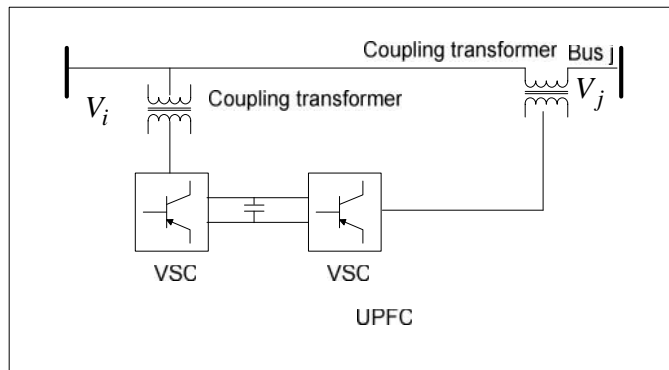 Coupling transformer Bus j
V_i
Coupling transformer
V_j
VSC
VSC
UPFC